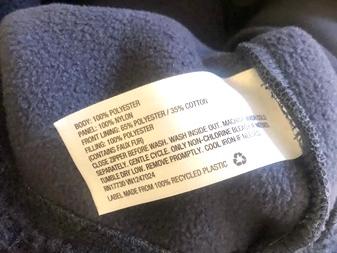 BODY: 100% POLYESTER
PANEL: 100% NYLON
FRONT LINING: 65% POLYESTER / 35% COTTON
FILLING: 100% POLYESTER
(CONTAINS FAUX FUR)
CLOSE ZIPPER BEFORE WASH. WASH INSIDE OUT. MACHINE WASH COLD
SEPARATELY, GENTLE CYCLE. ONLY NON-CHLORINE BLEACH IF NEEDED.
TUMBLE DRY LOW. REMOVE PROMPTLY. COOL IRON IF NEEDED.
RN17730 VN1247024
LABEL MADE FROM 100% RECYCLED PLASTIC